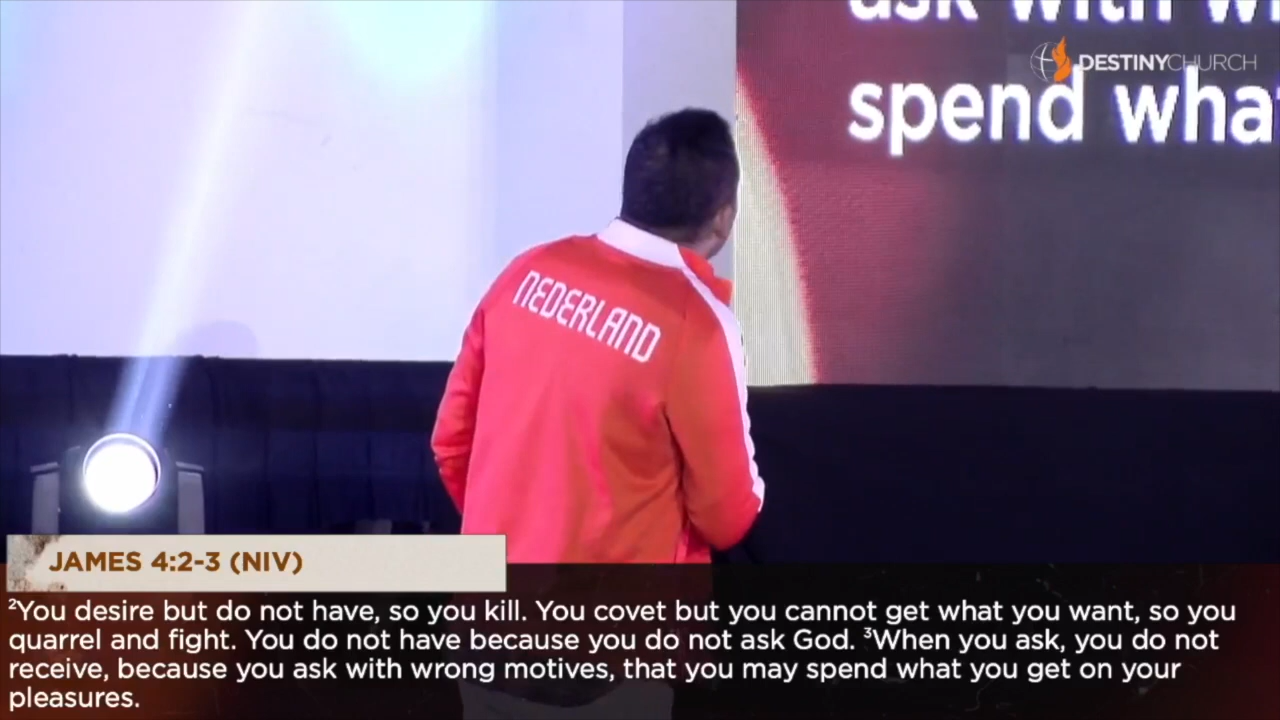 ask with w
DESTINYCHURCH
spend wha
NEDERLAND
JAMES 4:2-3 (NIV)
²You desire but do not have, so you kill. You covet but you cannot get what you want, so you
quarrel and fight. You do not have because you do not ask God. ³When you ask, you do not
receive, because you ask with wrong motives, that you may spend what you get on your
pleasures.